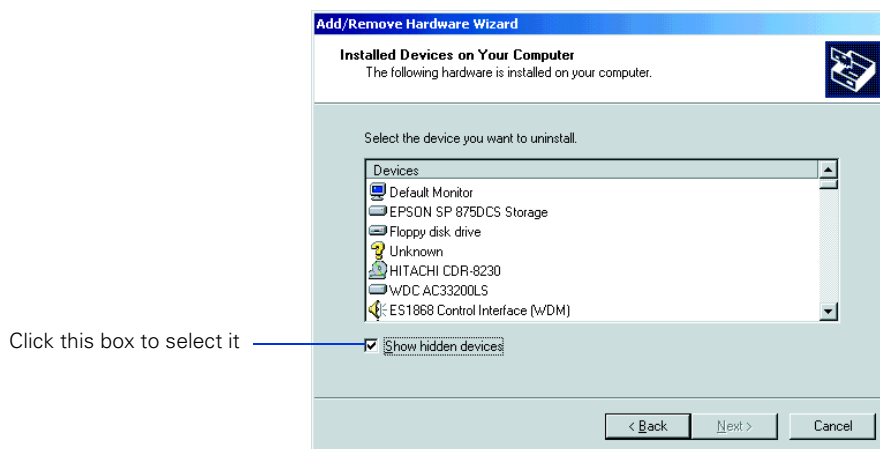 Add/Remove Hardware Wizard
Installed Devices on Your Computer
The following hardware is installed on your computer.
Select the device you want to uninstall.
Devices
Default Monitor
EPSON SP 875DCS Storage
Floppy disk drive
Unknown
HITACHI CDR-8230
WDC AC33200LS
ES1868 Control Interface (WDM)
Click this box to select it
Show hidden devices
< Back
Next >
Cancel